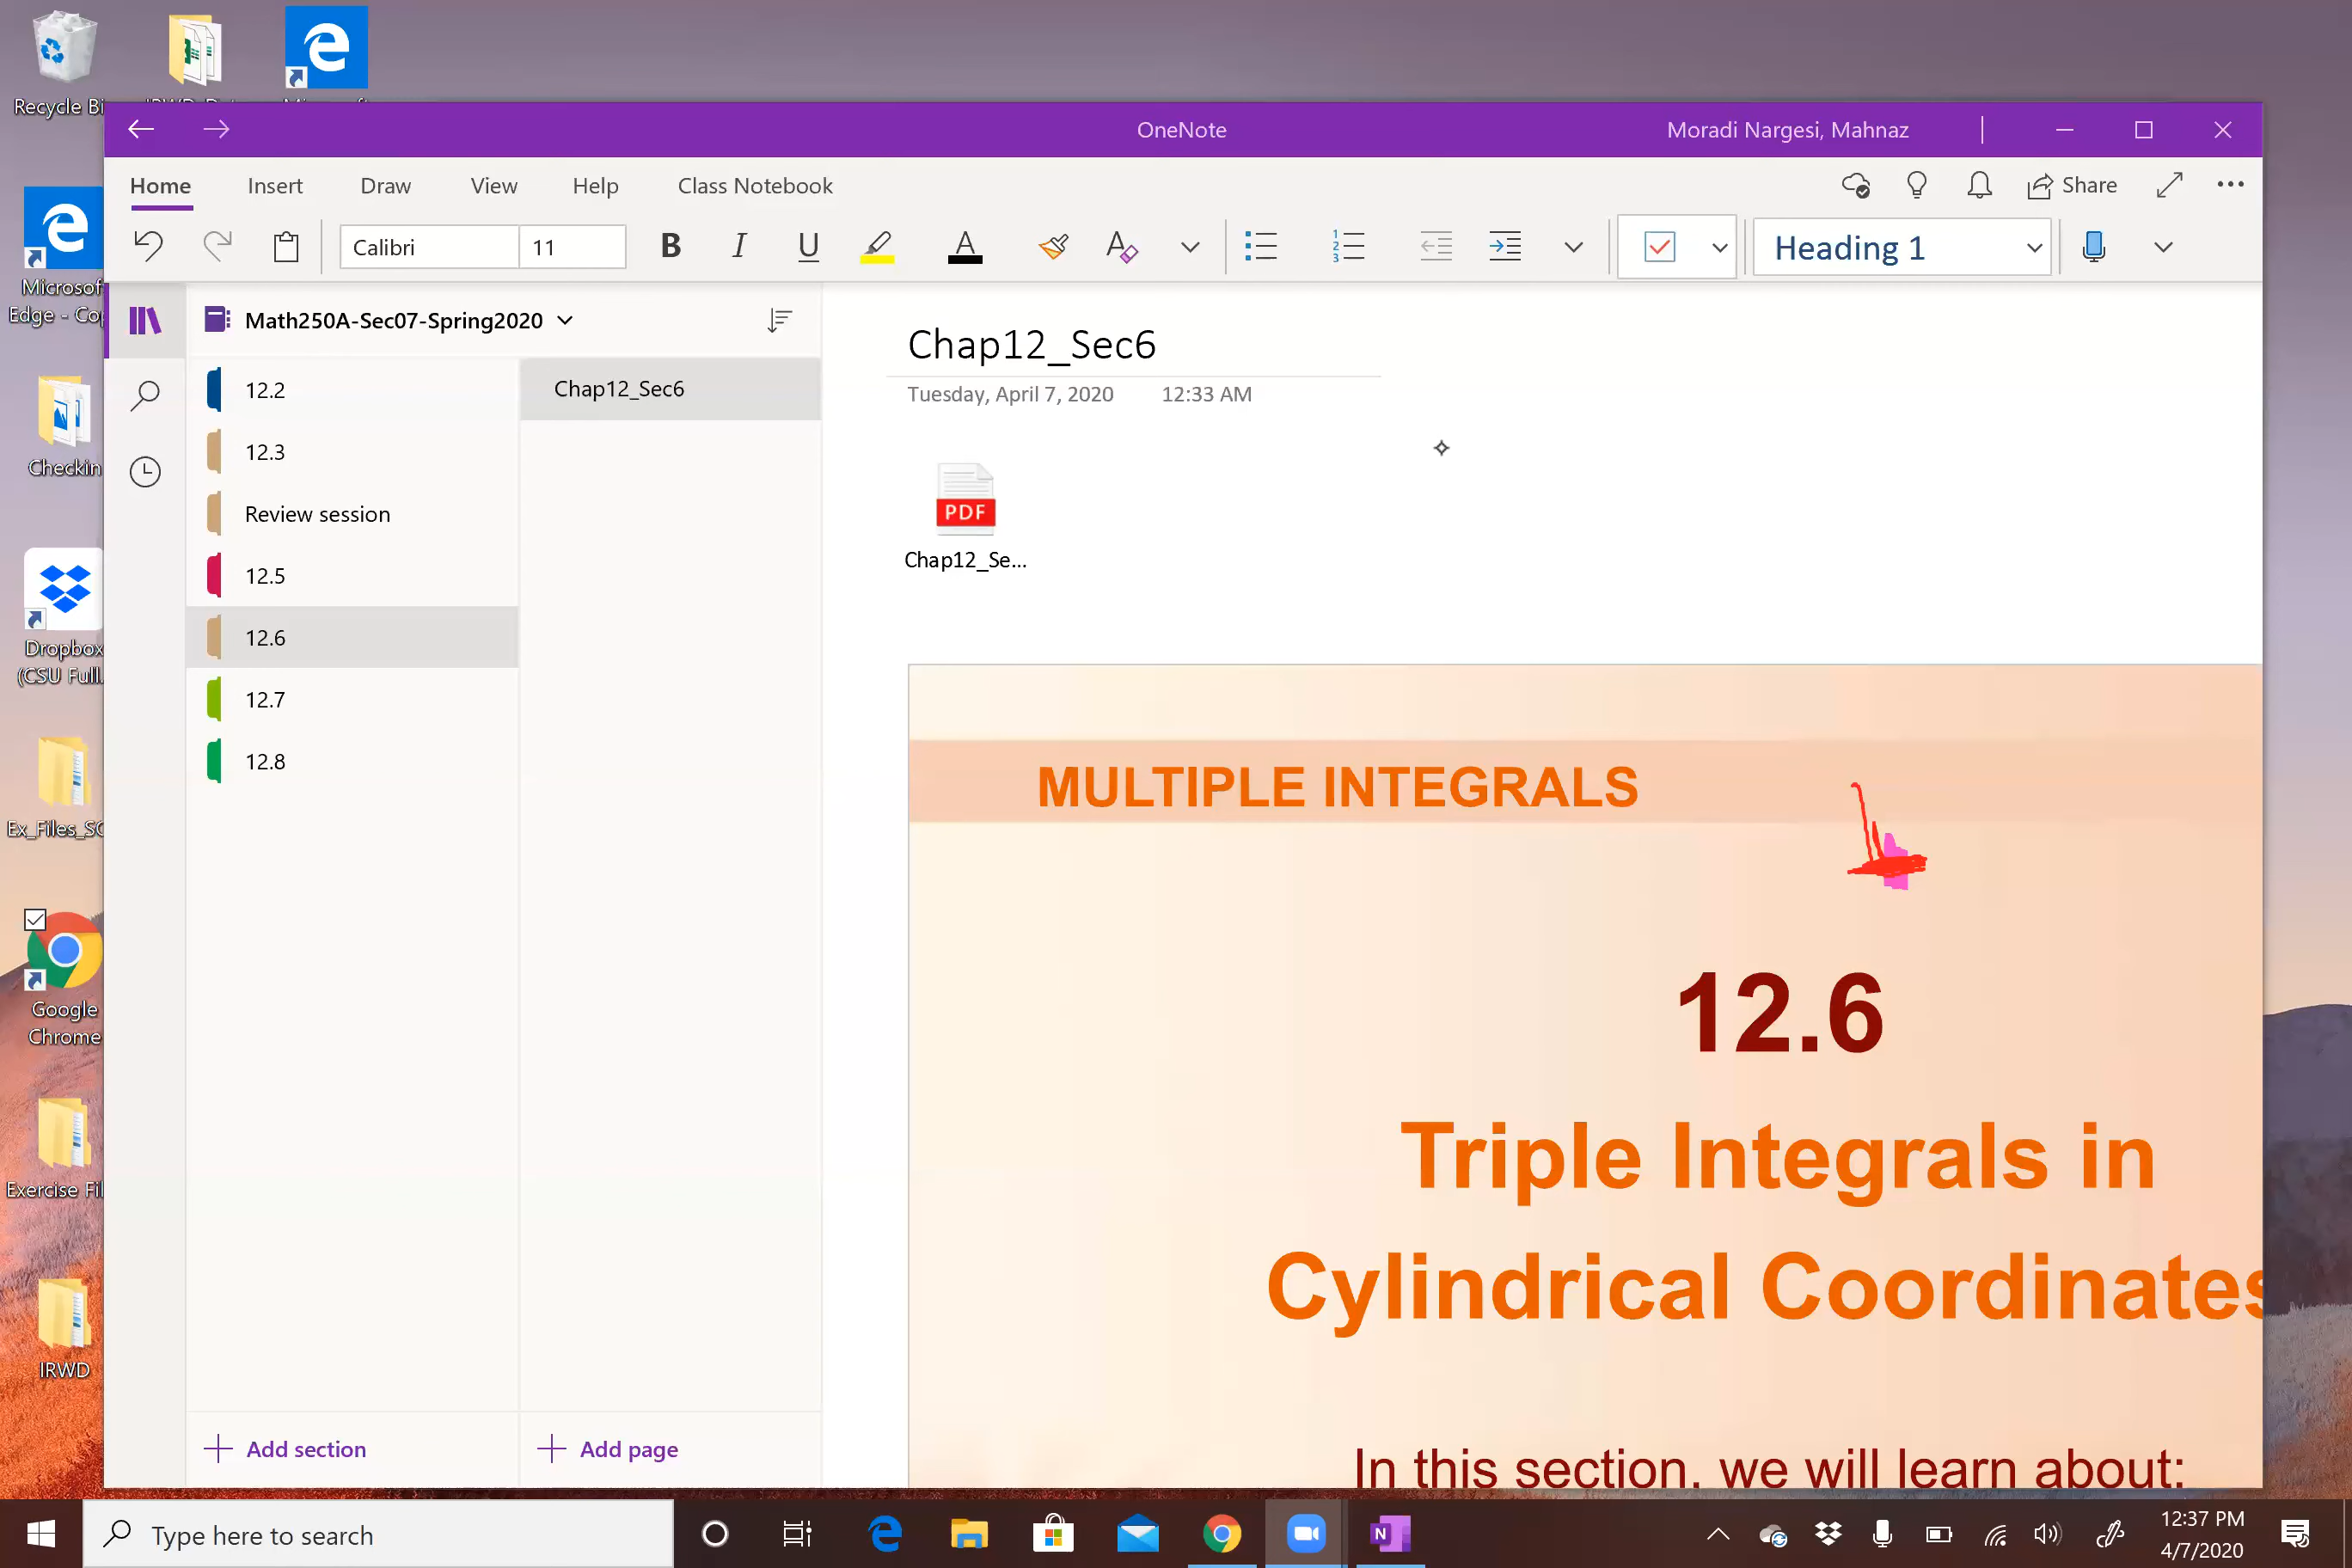 Recycle Bi
OneNote
Moradi Nargesi, Mahnaz
Home Insert Draw View Help Class Notebook
Share
Calibri 11 B I U A A
Heading 1
Microsof
Edge - Cop
Math250A-Sec07-Spring2020
Chap12_Sec6
Tuesday, April 7, 2020 12:33 AM
12.2
12.3
Review session
12.5
12.6
12.7
12.8
Chap12_Sec6
Checkin
PDF
Chap12_Se...
Dropbox
(CSU Full.
Ex_Files_SC
Google
Chrome
Exercise Fil
IRWD
MULTIPLE INTEGRALS
12.6
Triple Integrals in
Cylindrical Coordinates
In this section, we will learn about:
Add section
Add page
Type here to search
N
12:37 PM
4/7/2020